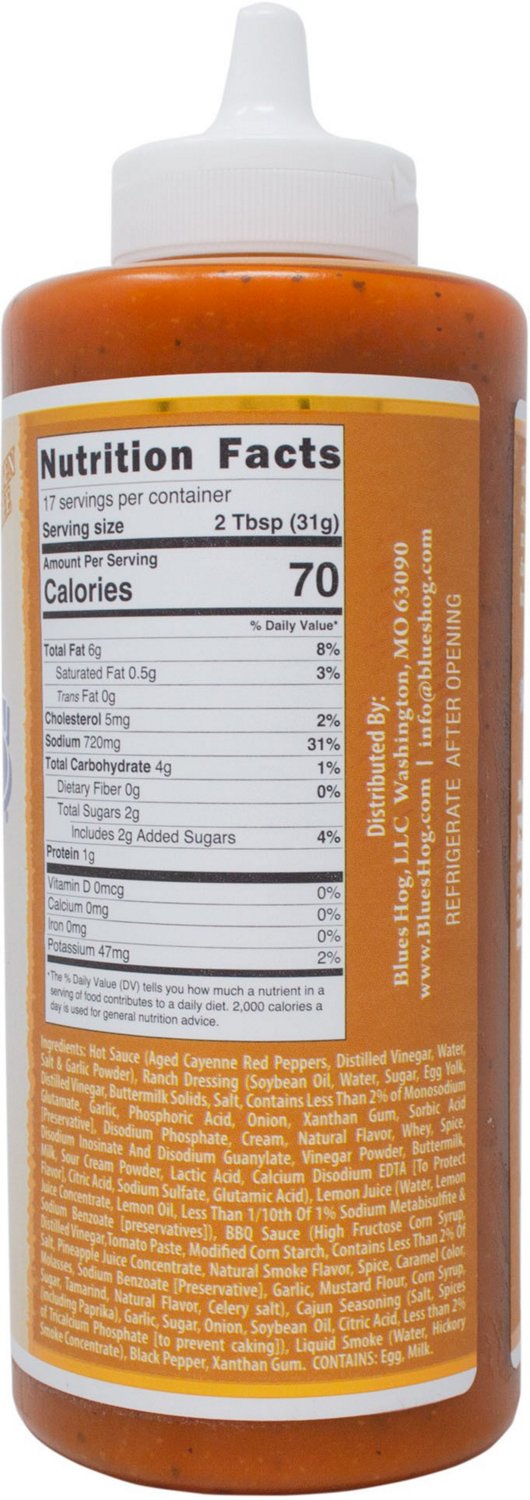 Nutrition Facts
17 servings per container
Serving size 2 Tbsp (31g)
Amount Per Serving
Calories 70
% Daily Value*
Total Fat 6g 8%
Saturated Fat 0.5g 3%
Trans Fat 0g
Cholesterol 5mg 2%
Sodium 720mg 31%
Total Carbohydrate 4g 1%
Dietary Fiber 0g 0%
Total Sugars 2g
Includes 2g Added Sugars 4%
Protein 1g
Vitamin D 0mcg 0%
Calcium 0mg 0%
Iron 0mg 0%
Potassium 47mg 2%
*The % Daily Value (DV) tells you how much a nutrient in a
serving of food contributes to a daily diet. 2,000 calories a
day is used for general nutrition advice.
Ingredients: Hot Sauce (Aged Cayenne Red Peppers, Distilled Vinegar, Water,
Salt & Garlic Powder), Ranch Dressing (Soybean Oil, Water, Sugar, Egg Yolk,
Distilled Vinegar, Buttermilk Solids, Salt, Contains Less Than 2% of Monosodium
Glutamate, Garlic, Phosphoric Acid, Onion, Xanthan Gum, Sorbic Acid
[Preservative], Disodium Phosphate, Cream, Natural Flavor, Whey, Spice,
Disodium Inosinate And Disodium Guanylate, Vinegar Powder, Buttermilk,
Milk, Sour Cream Powder, Lactic Acid, Calcium Disodium EDTA [To Protect
Flavor], Citric Acid, Sodium Sulfate, Glutamic Acid), Lemon Juice (Water, Lemon
Juice Concentrate, Lemon Oil, Less Than 1/10th Of 1% Sodium Metabisulfite &
Sodium Benzoate [preservatives]), BBQ Sauce (High Fructose Corn Syrup,
Distilled Vinegar, Tomato Paste, Modified Corn Starch, Contains Less Than 2% Of
Salt, Pineapple Juice Concentrate, Natural Smoke Flavor, Spice, Caramel Color,
Molasses, Sodium Benzoate [Preservative], Garlic, Mustard Flour, Corn Syrup,
Sugar, Tamarind, Natural Flavor, Celery salt), Cajun Seasoning (Salt, Spices
(including Paprika), Garlic, Sugar, Onion, Soybean Oil, Citric Acid, Less than 2%
of Tricalcium Phosphate [to prevent caking]), Liquid Smoke (Water, Hickory
Smoke Concentrate), Black Pepper, Xanthan Gum. CONTAINS: Egg, Milk.
Distributed By:
Blues Hog, LLC Washington, MO 63090
www.BluesHog.com | info@blueshog.com
REFRIGERATE AFTER OPENING